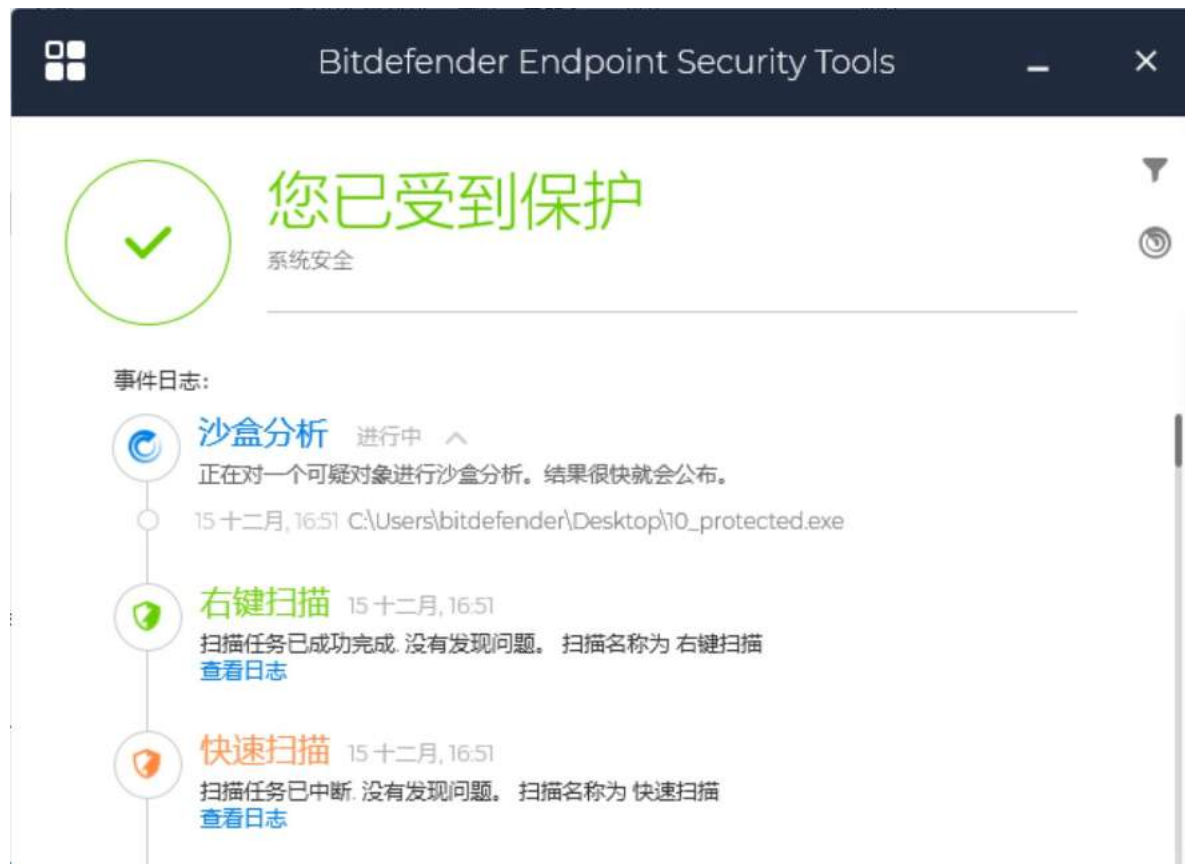 Bitdefender Endpoint Security Tools
您已受到保护
系统安全
事件日志:
沙盒分析 进行中
正在对一个可疑对象进行沙盒分析。结果很快就会公布。
15 十二月, 16:51 C:\Users\bitdefender\Desktop\10_protected.exe
右键扫描 15 十二月, 16:51
扫描任务已成功完成. 没有发现问题。 扫描名称为 右键扫描
查看日志
快速扫描 15 十二月, 16:51
扫描任务已中断. 没有发现问题。 扫描名称为 快速扫描
查看日志